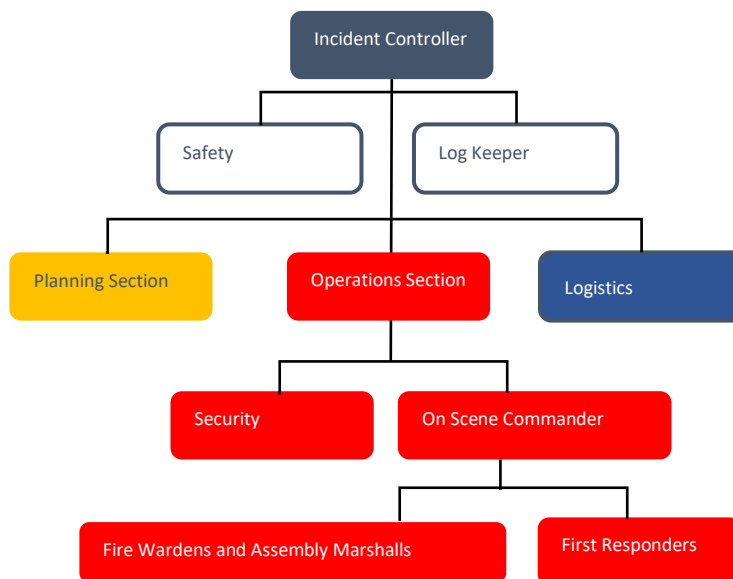 Incident Controller
Safety
Log Keeper
Planning Section
Operations Section
Logistics
Security
On Scene Commander
Fire Wardens and Assembly Marshalls
First Responders